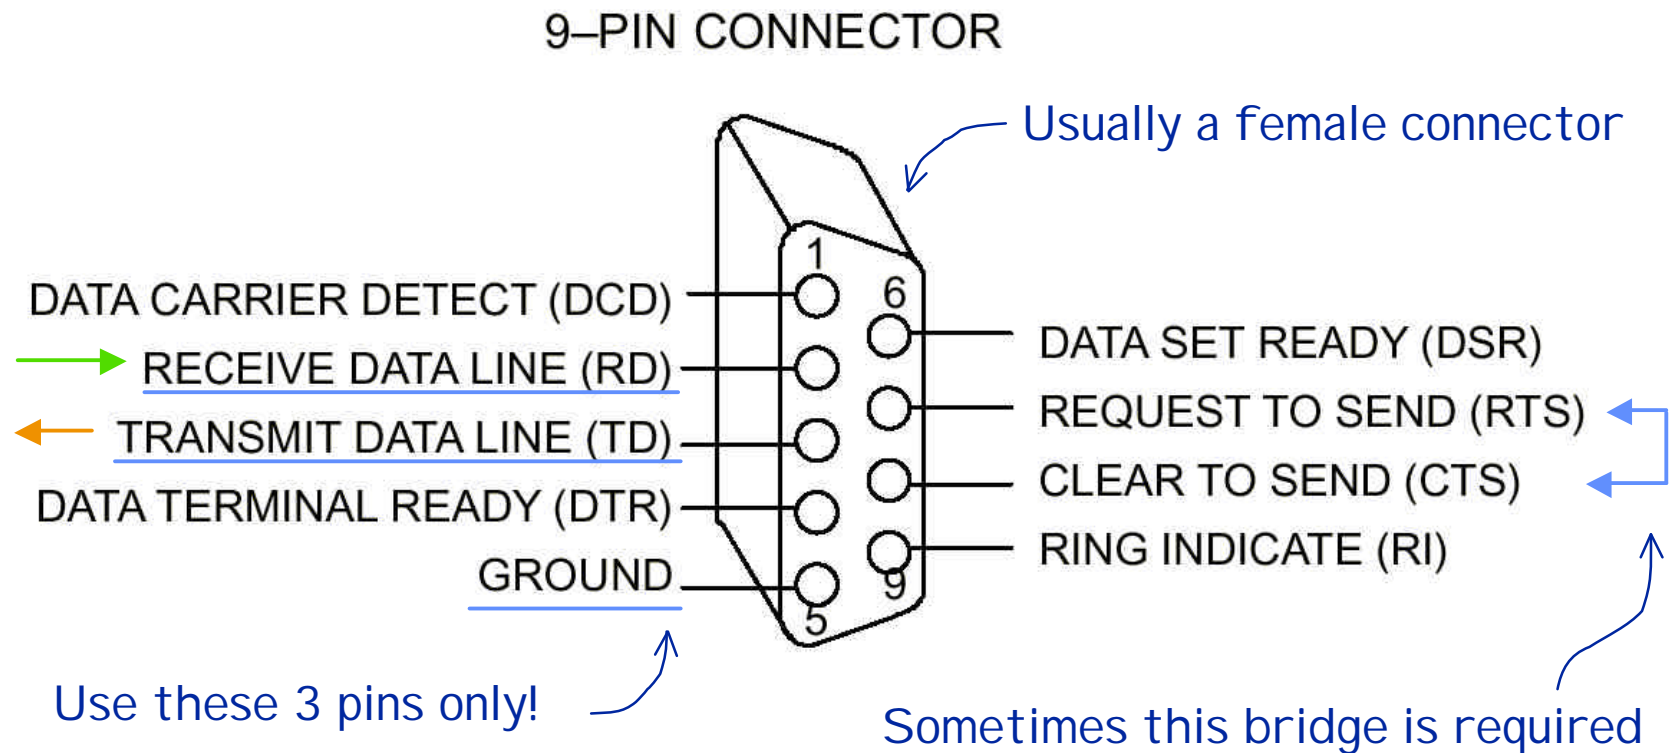 9–PIN CONNECTOR
Usually a female connector
1
6
DATA CARRIER DETECT (DCD)
RECEIVE DATA LINE (RD)
TRANSMIT DATA LINE (TD)
DATA TERMINAL READY (DTR)
GROUND
DATA SET READY (DSR)
REQUEST TO SEND (RTS)
CLEAR TO SEND (CTS)
RING INDICATE (RI)
9
5
Use these 3 pins only!
Sometimes this bridge is required